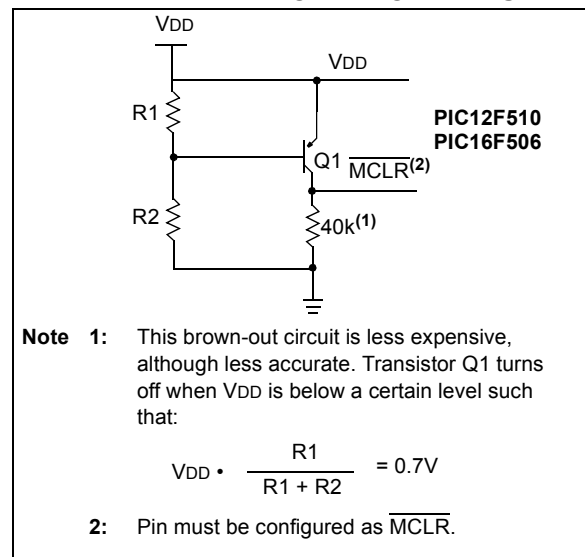 VDD
VDD
R1
PIC12F510
PIC16F506
Q1
MCLR(2)
R2
40k(1)
Note 1: This brown-out circuit is less expensive,
although less accurate. Transistor Q1 turns
off when VDD is below a certain level such
that:
VDD • R1 / R1 + R2 = 0.7V
2: Pin must be configured as MCLR.